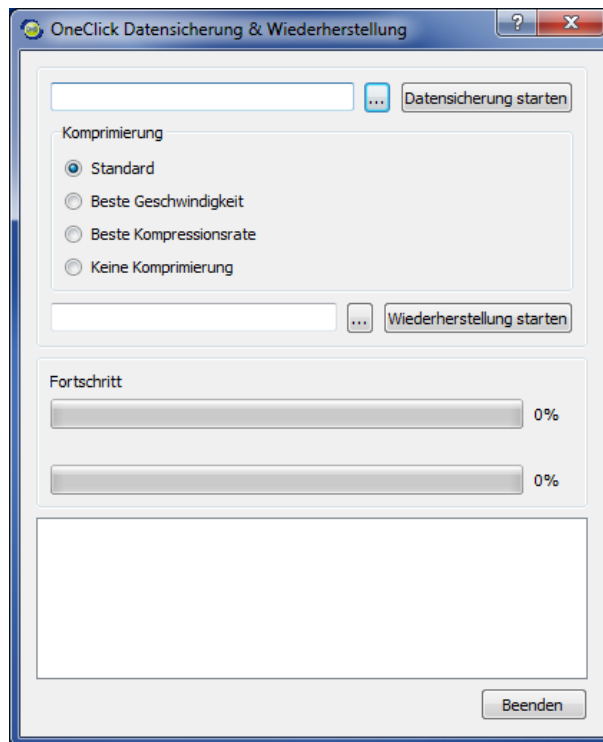 OneClick Datensicherung & Wiederherstellung
?
... Datensicherung starten
Komprimierung
Standard
Beste Geschwindigkeit
Beste Kompressionsrate
Keine Komprimierung
... Wiederherstellung starten
Fortschritt
0%
0%
Beenden